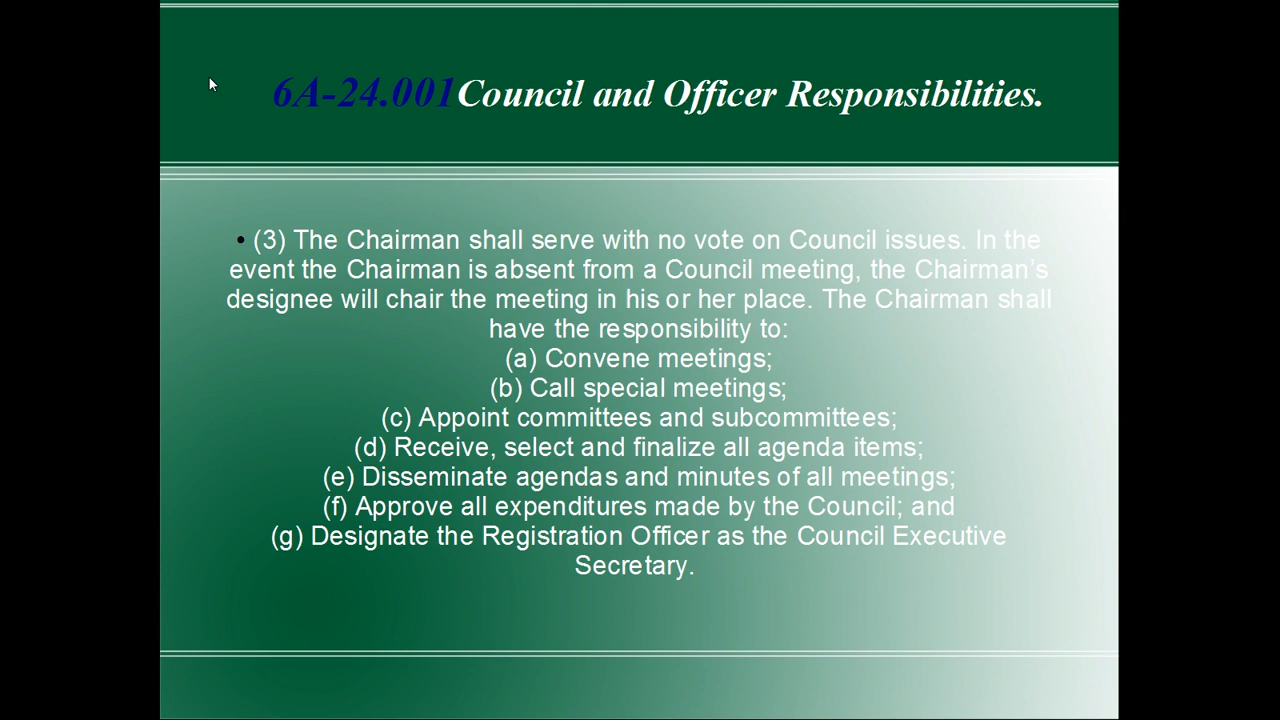 6A-24.001Council and Officer Responsibilities.
• (3) The Chairman shall serve with no vote on Council issues. In the
event the Chairman is absent from a Council meeting, the Chairman's
designee will chair the meeting in his or her place. The Chairman shall
have the responsibility to:
(a) Convene meetings;
(b) Call special meetings;
(c) Appoint committees and subcommittees;
(d) Receive, select and finalize all agenda items;
(e) Disseminate agendas and minutes of all meetings;
(f) Approve all expenditures made by the Council; and
(g) Designate the Registration Officer as the Council Executive
Secretary.